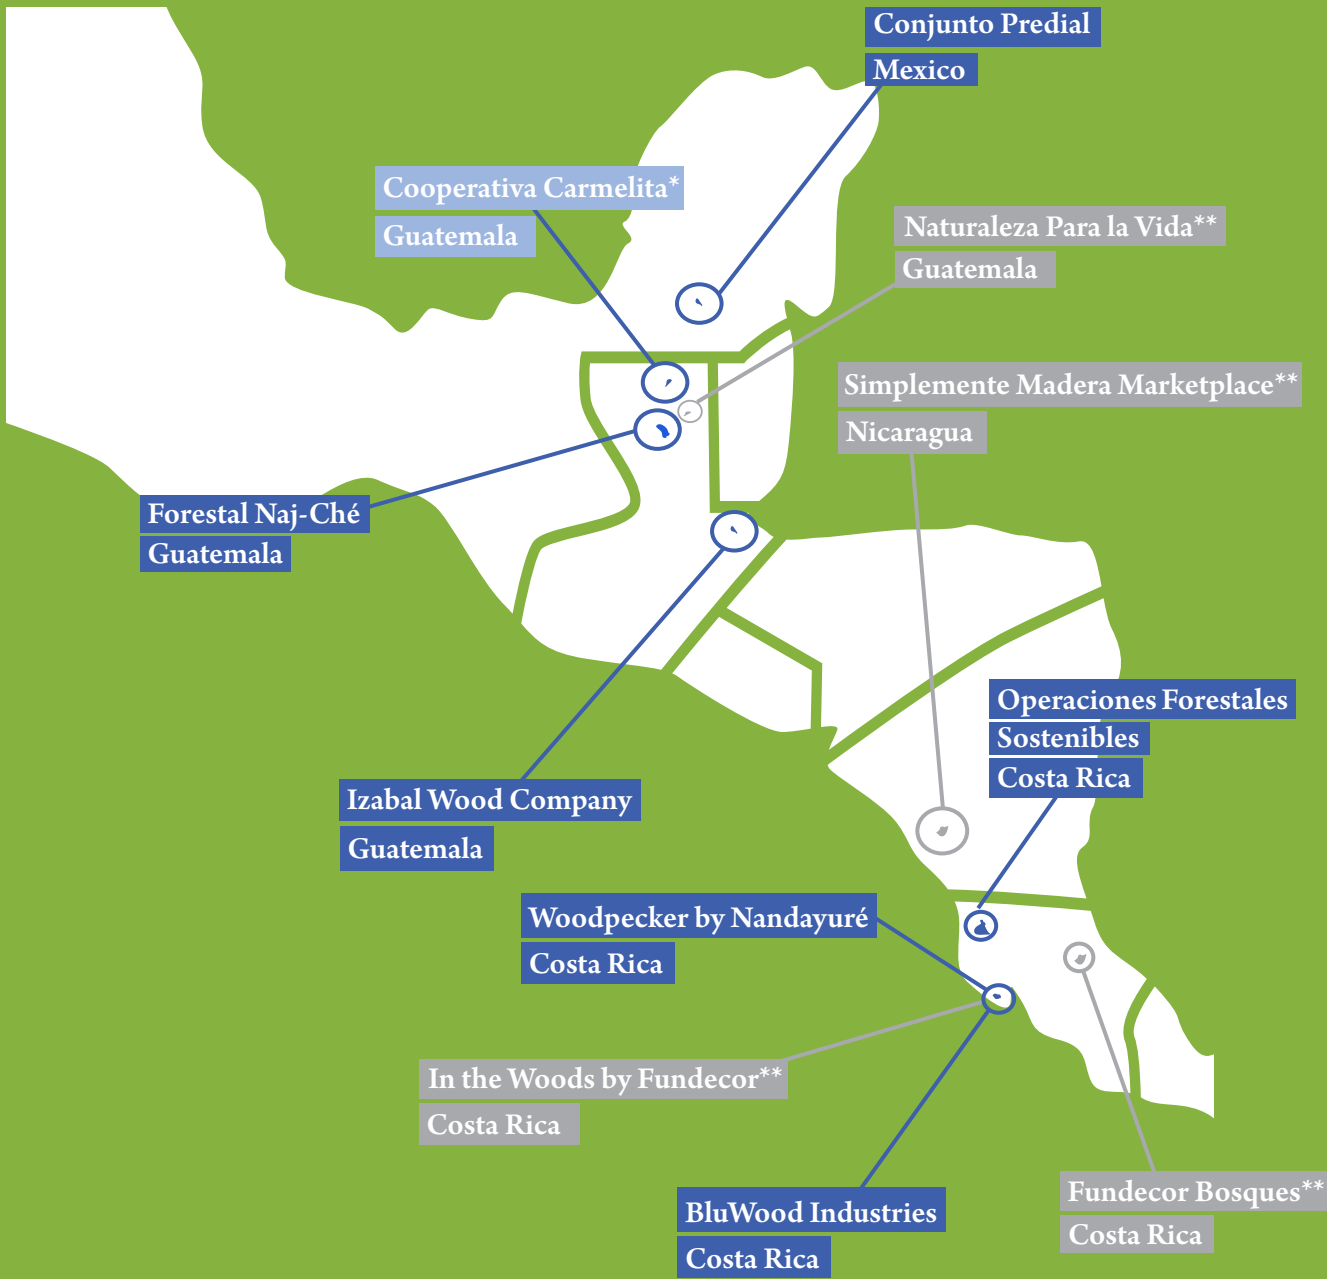 Conjunto Predial
Mexico
Cooperativa Carmelita*
Guatemala
Naturaleza Para la Vida**
Guatemala
Simplemente Madera Marketplace**
Nicaragua
Forestal Naj-Ché
Guatemala
Operaciones Forestales
Sostenibles
Costa Rica
Izabal Wood Company
Guatemala
Woodpecker by Nandayuré
Costa Rica
In the Woods by Fundecor**
Costa Rica
Fundecor Bosques**
Costa Rica
BluWood Industries
Costa Rica